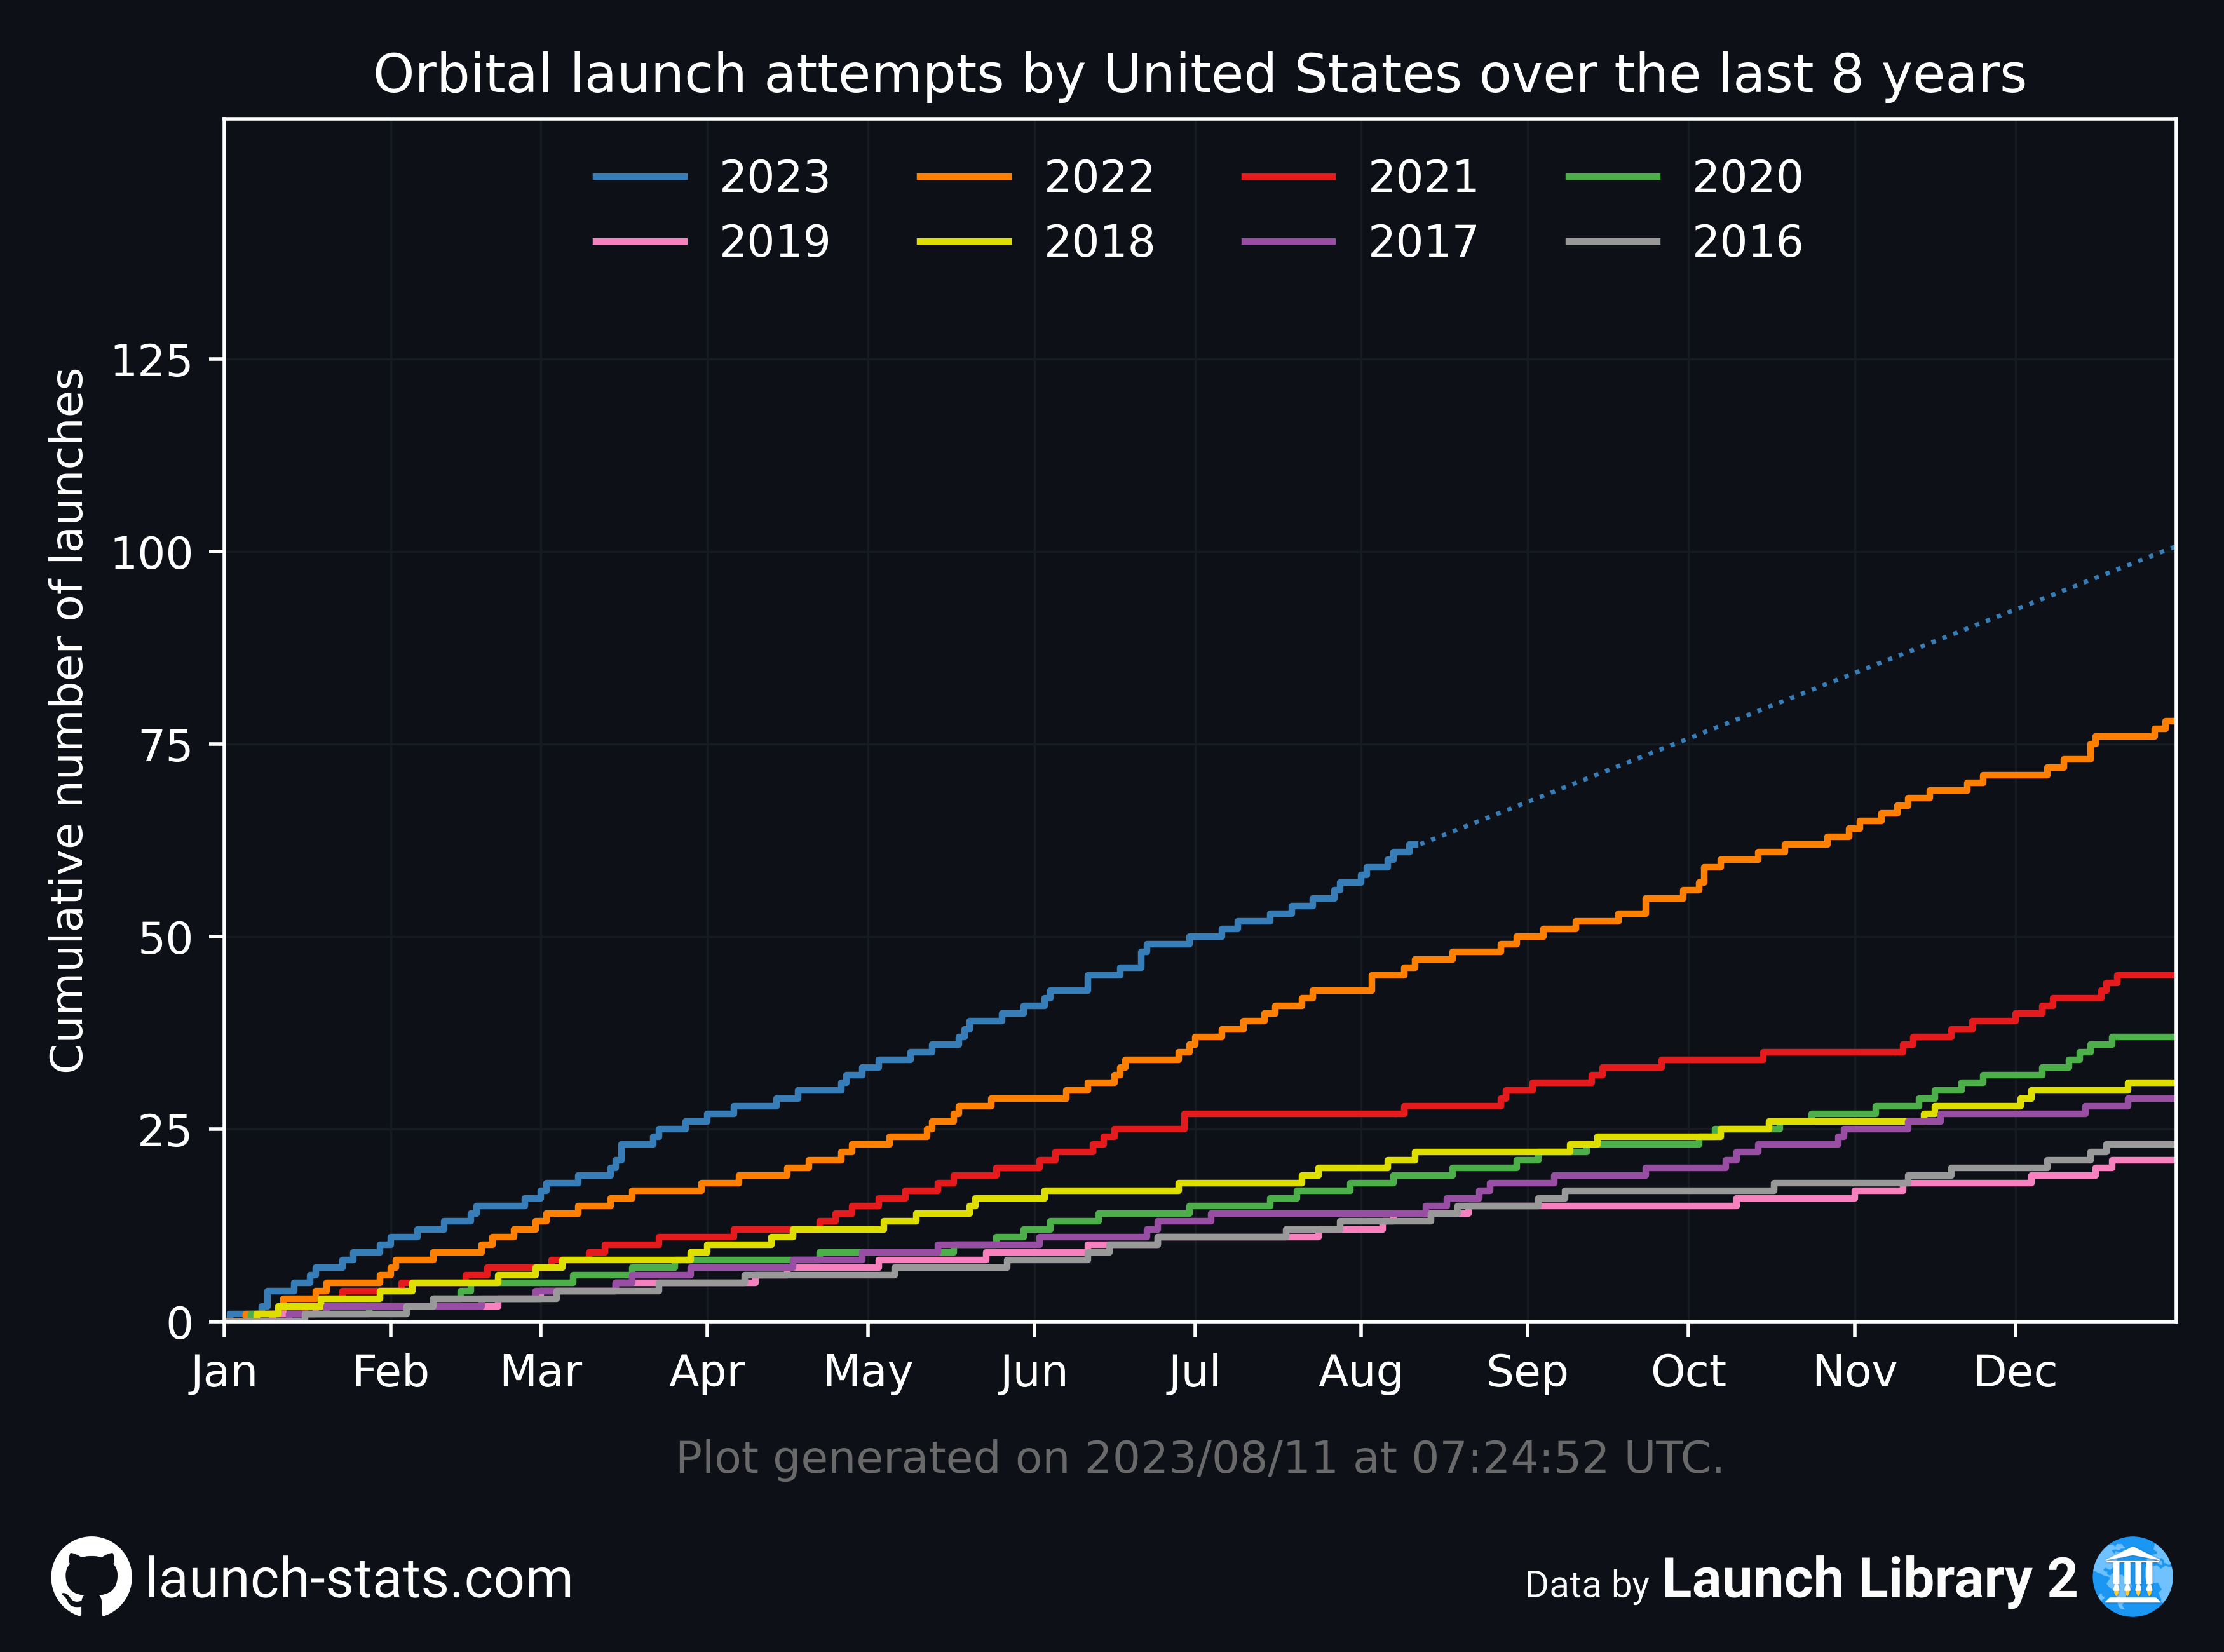 Orbital launch attempts by United States over the last 8 years
2023 2022 2021 2020
2019 2018 2017 2016
Cumulative number of launches
125
100
75
50
25
0
Jan Feb Mar Apr May Jun Jul Aug Sep Oct Nov Dec
Plot generated on 2023/08/11 at 07:24:52 UTC.
launch-stats.com
Data by Launch Library 2